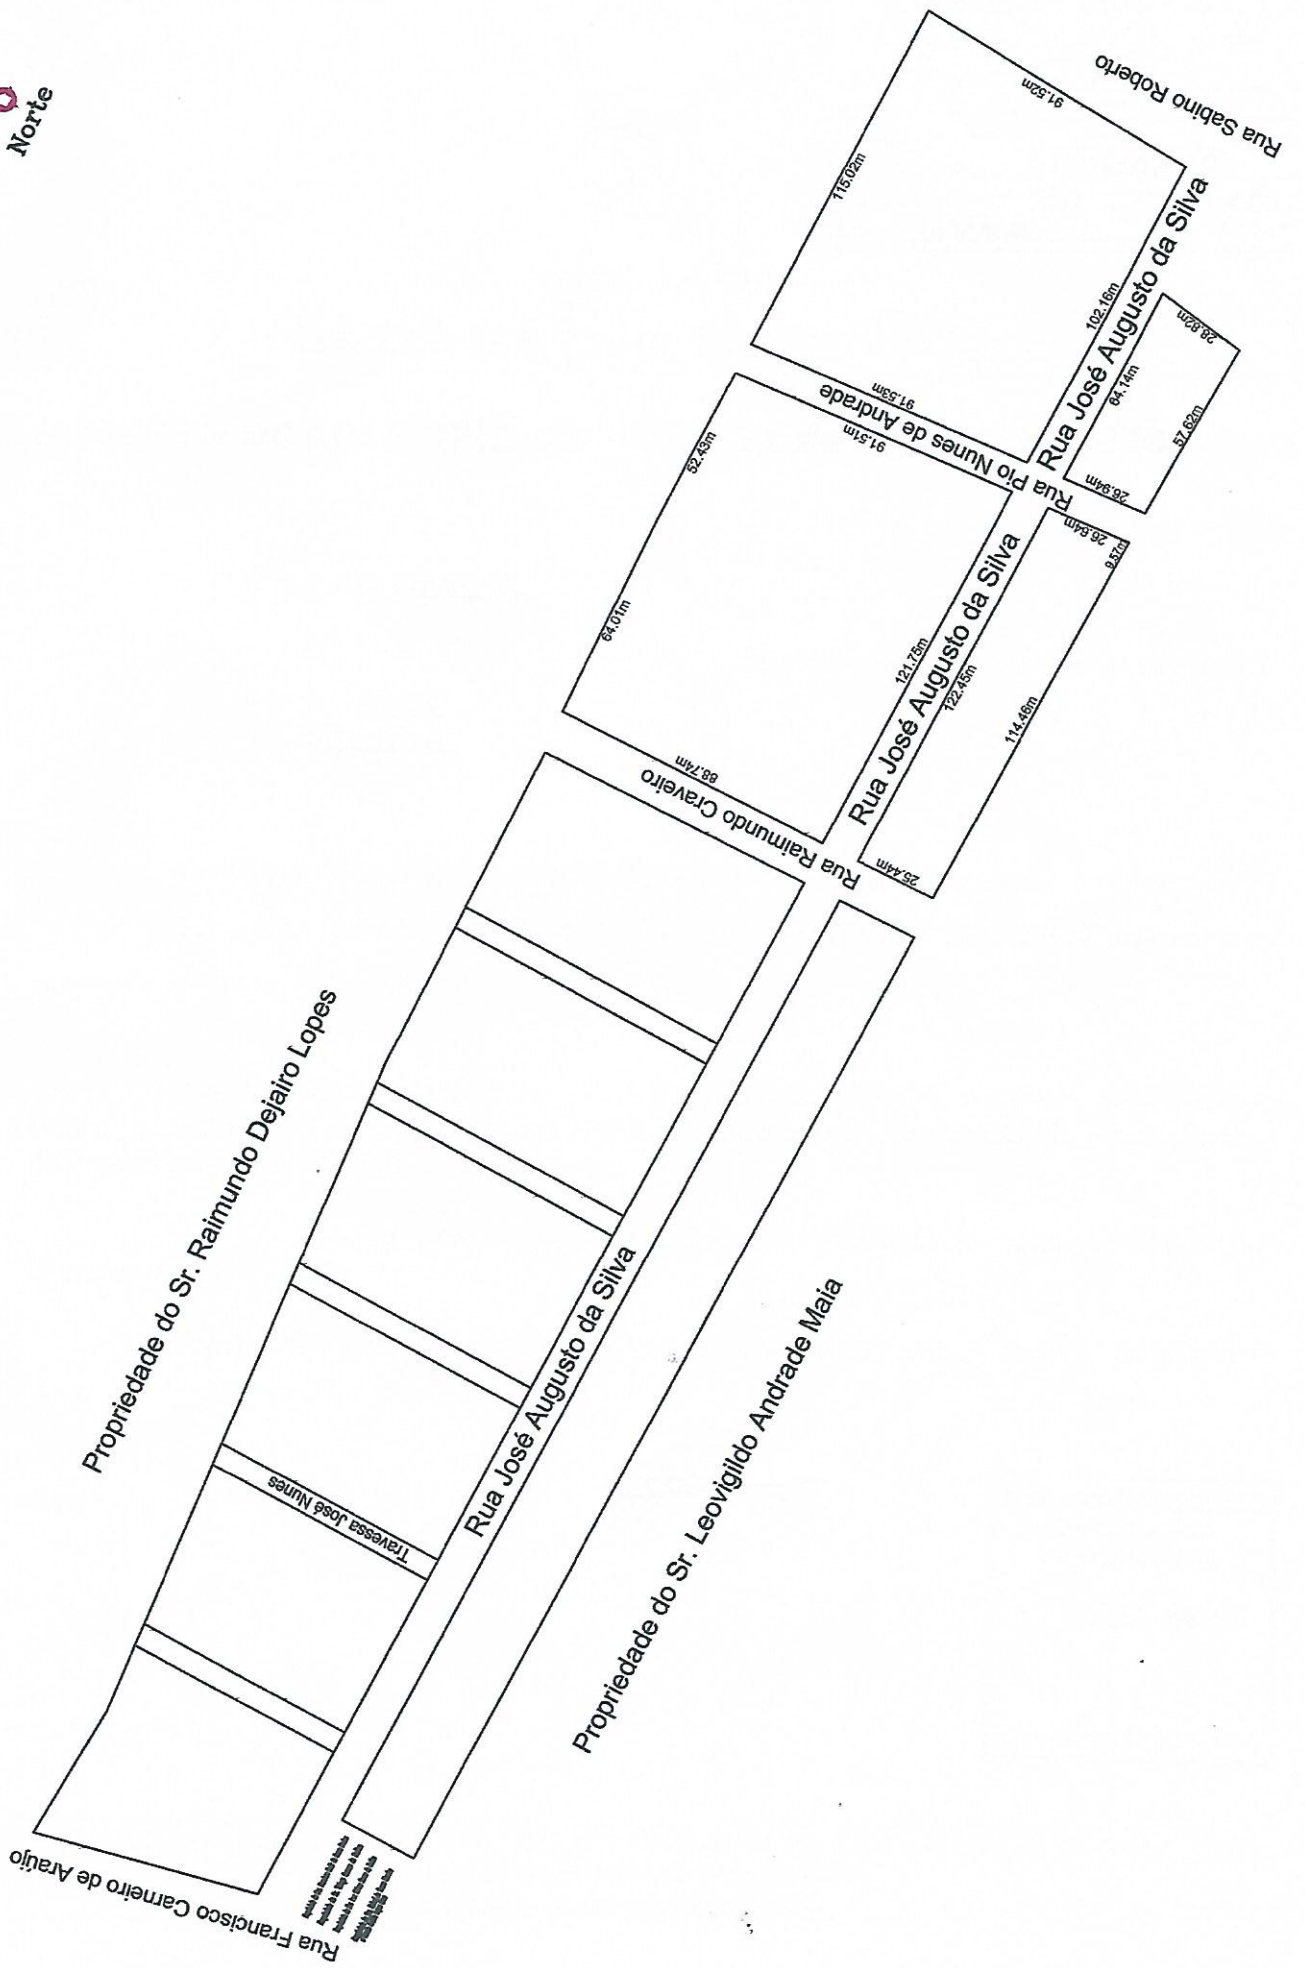 Norte
Rua Sabino Roberto
91.52m
115.02m
102.16m
Rua José Augusto da Silva
28.82m
64.14m
57.62m
26.94m
91.53m
Rua Pio Nunes de Andrade
91.51m
52.43m
64.01m
121.75m
Rua José Augusto da Silva
122.45m
26.64m
9.57m
114.46m
25.44m
88.74m
Rua Raimundo Craveiro
Propriedade do Sr. Raimundo Dejairo Lopes
Rua José Augusto da Silva
Travessa José Nunes
Propriedade do Sr. Leovigildo Andrade Maia
Rua Francisco Carneiro de Araújo